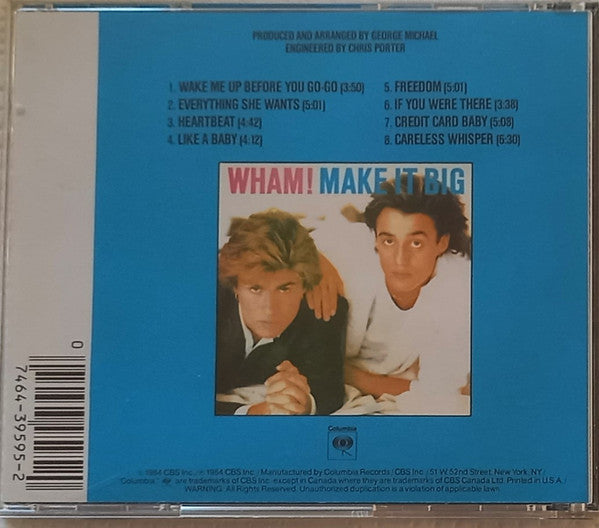 PRODUCED AND ARRANGED BY GEORGE MICHAEL
ENGINEERED BY CHRIS PORTER
1. WAKE ME UP BEFORE YOU GO-GO (3:50)
2. EVERYTHING SHE WANTS (5:01)
3. HEARTBEAT (4:42)
4. LIKE A BABY (4:12)
5. FREEDOM (5:01)
6. IF YOU WERE THERE (3:38)
7. CREDIT CARD BABY (5:08)
8. CARELESS WHISPER (6:30)
WHAM! MAKE IT BIG
0
7464-39595-2
Columbia
© 1984 CBS Inc./℗ 1984 CBS Inc./Manufactured by Columbia Records/CBS Inc./51 W. 52nd Street, New York, NY/
"Columbia," are trademarks of CBS Inc. except in Canada where they are trademarks of CBS Canada Ltd. Printed in U.S.A./
WARNING: All Rights Reserved. Unauthorized duplication is a violation of applicable laws.